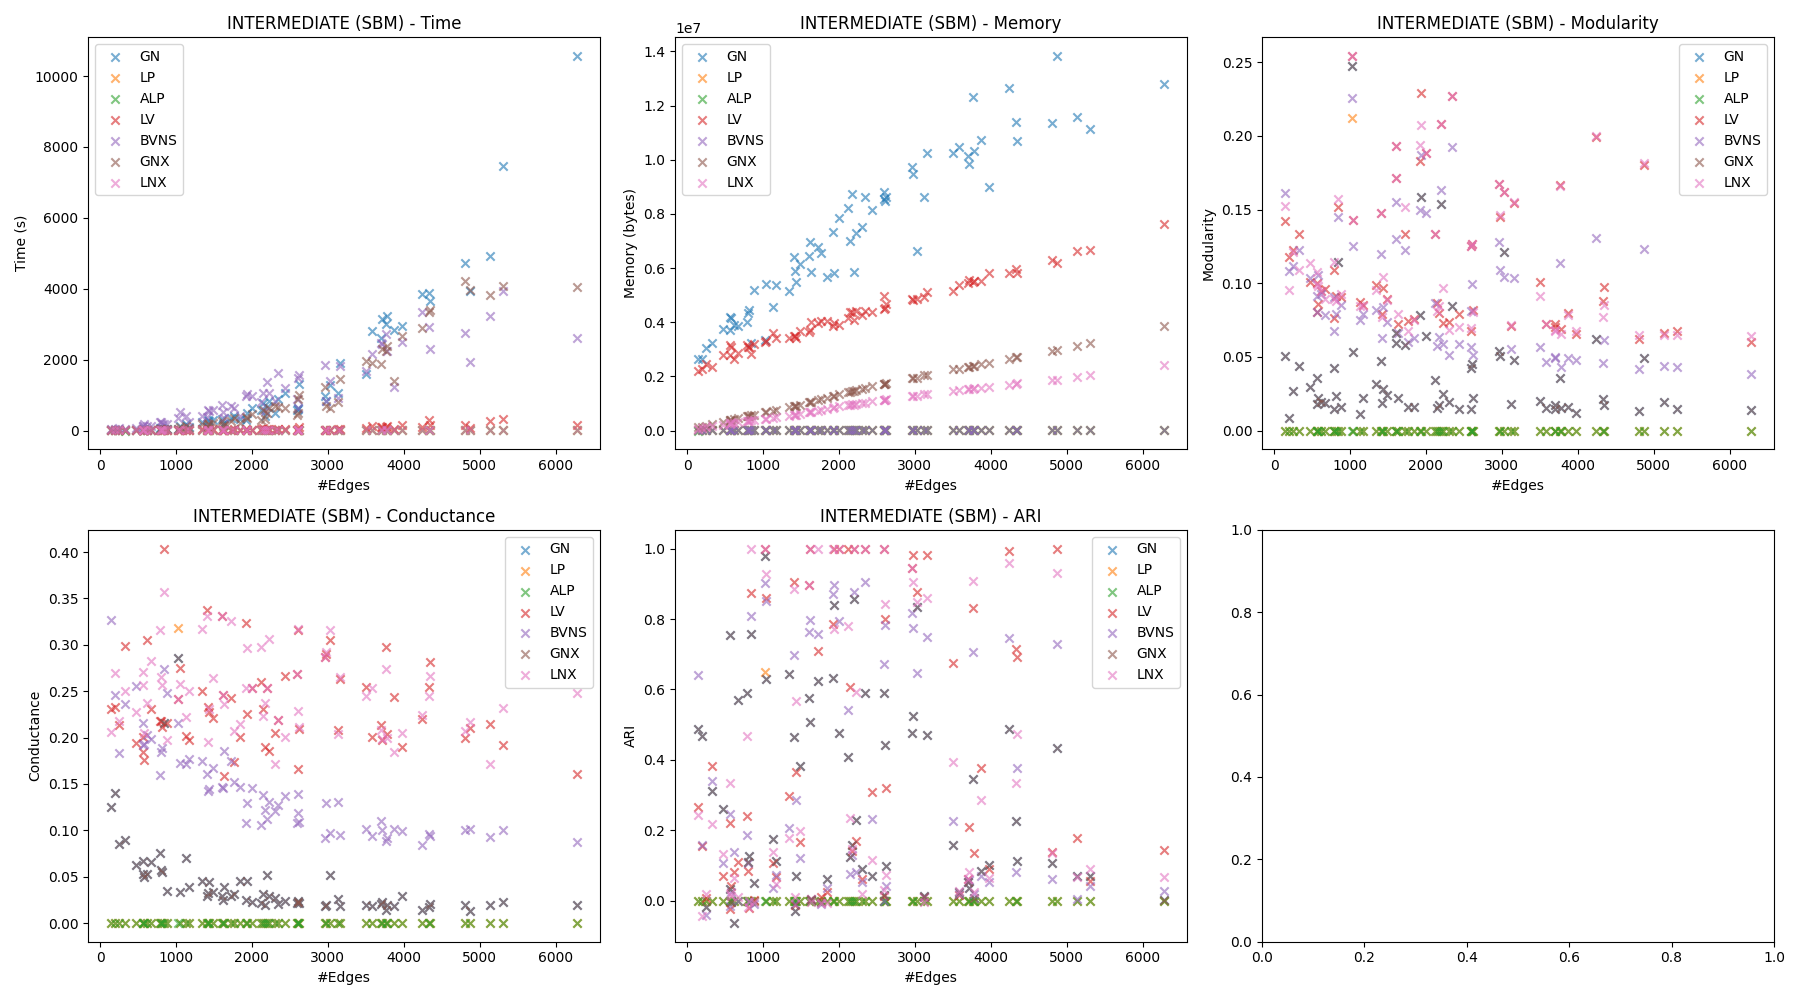 INTERMEDIATE (SBM) - Time
10000
8000
6000
4000
2000
0
Time (s)
GN
LP
ALP
LV
BVNS
GNX
LNX
0 1000 2000 3000 4000 5000 6000
#Edges
INTERMEDIATE (SBM) - Memory
1e7
1.4
1.2
1.0
0.8
0.6
0.4
0.2
0.0
Memory (bytes)
GN
LP
ALP
LV
BVNS
GNX
LNX
0 1000 2000 3000 4000 5000 6000
#Edges
INTERMEDIATE (SBM) - Modularity
0.25
0.20
0.15
0.10
0.05
0.00
Modularity
GN
LP
ALP
LV
BVNS
GNX
LNX
0 1000 2000 3000 4000 5000 6000
#Edges
INTERMEDIATE (SBM) - Conductance
0.40
0.35
0.30
0.25
0.20
0.15
0.10
0.05
0.00
Conductance
GN
LP
ALP
LV
BVNS
GNX
LNX
0 1000 2000 3000 4000 5000 6000
#Edges
INTERMEDIATE (SBM) - ARI
1.0
0.8
0.6
0.4
0.2
0.0
ARI
GN
LP
ALP
LV
BVNS
GNX
LNX
0 1000 2000 3000 4000 5000 6000
#Edges
1.0
0.8
0.6
0.4
0.2
0.0
0.0 0.2 0.4 0.6 0.8 1.0